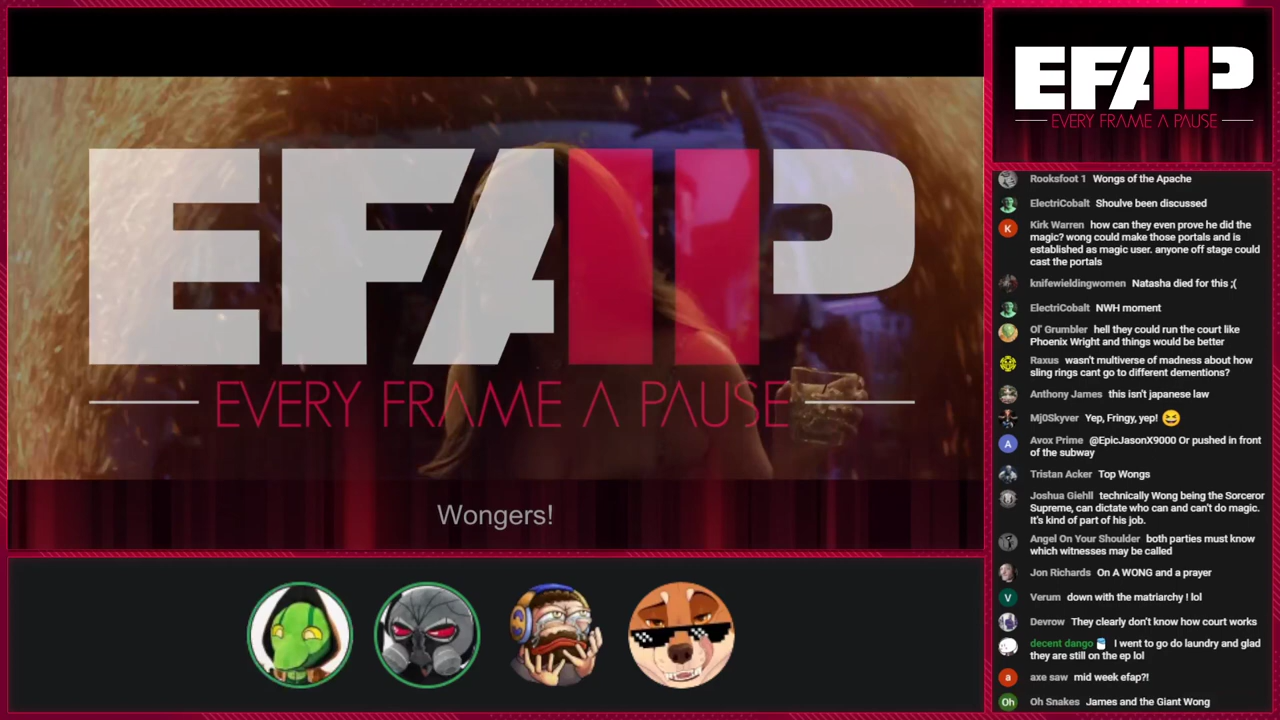 EFAP
EVERY FRAME A PAUSE
Wongers!
EFAP
EVERY FRAME A PAUSE
Rooksfoot 1 Wongs of the Apache
ElectriCobalt Shoulve been discussed
K
Kirk Warren how can they even prove he did the
magic? wong could make those portals and is
established as magic user. anyone off stage could
cast the portals
knifewieldingwomen Natasha died for this ;(
ElectriCobalt NWH moment
Ol' Grumbler hell they could run the court like
Phoenix Wright and things would be better
Raxus wasn't multiverse of madness about how
sling rings cant go to different dementions?
Anthony James this isn't japanese law
Mj0Skyver Yep, Fringy, yep! 😆
A
Avox Prime @EpicJasonX9000 Or pushed in front
of the subway
Tristan Acker Top Wongs
Joshua Giehll technically Wong being the Sorceror
Supreme, can dictate who can and can't do magic.
It's kind of part of his job.
Angel On Your Shoulder both parties must know
which witnesses may be called
Jon Richards On A WONG and a prayer
V
Verum down with the matriarchy ! lol
Devrow They clearly don't know how court works
decent dango I went to go do laundry and glad
they are still on the ep lol
a
axe saw mid week efap?!
Oh
Oh Snakes James and the Giant Wong